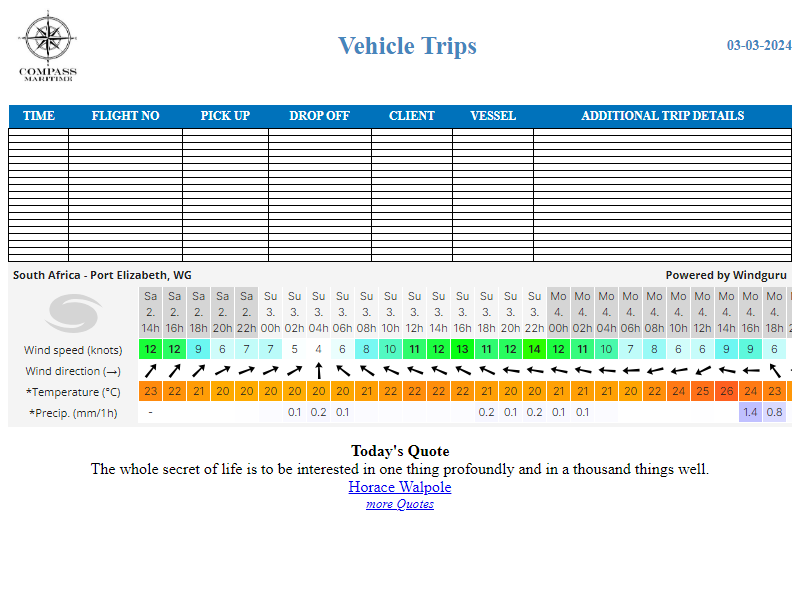 COMPASS
MARITIME
Vehicle Trips
03-03-2024
TIME FLIGHT NO PICK UP DROP OFF CLIENT VESSEL ADDITIONAL TRIP DETAILS
South Africa - Port Elizabeth, WG Powered by Windguru
Sa Sa Sa Sa Sa Su Su Su Su Su Su Su Su Su Su Su Su Mo Mo Mo Mo Mo Mo Mo Mo Mo Mo
2. 2. 2. 2. 2. 3. 3. 3. 3. 3. 3. 3. 3. 3. 3. 3. 3. 4. 4. 4. 4. 4. 4. 4. 4. 4. 4.
14h 16h 18h 20h 22h 00h 02h 04h 06h 08h 10h 12h 14h 16h 18h 20h 22h 00h 02h 04h 06h 08h 10h 12h 14h 16h 18h
Wind speed (knots) 12 12 9 6 7 7 5 4 6 8 10 11 12 13 11 12 14 12 11 10 7 8 6 6 9 9 6
Wind direction (→)
*Temperature (°C) 23 22 21 20 20 20 20 20 20 21 22 22 22 22 21 20 20 21 21 21 20 22 24 25 26 24 23
*Precip. (mm/1h) - 0.1 0.2 0.1 0.2 0.1 0.2 0.1 0.1 1.4 0.8
Today's Quote
The whole secret of life is to be interested in one thing profoundly and in a thousand things well.
Horace Walpole
more Quotes